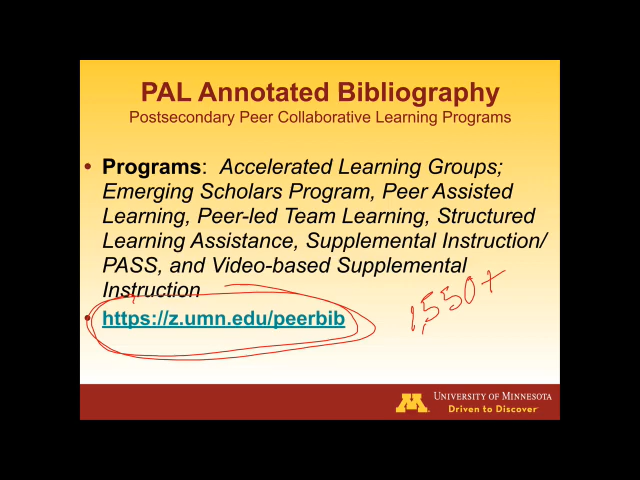 PAL Annotated Bibliography
Postsecondary Peer Collaborative Learning Programs
• Programs: Accelerated Learning Groups;
Emerging Scholars Program, Peer Assisted
Learning, Peer-led Team Learning, Structured
Learning Assistance, Supplemental Instruction/
PASS, and Video-based Supplemental
Instruction
• https://z.umn.edu/peerbib
1,550+
M UNIVERSITY OF MINNESOTA
Driven to Discover